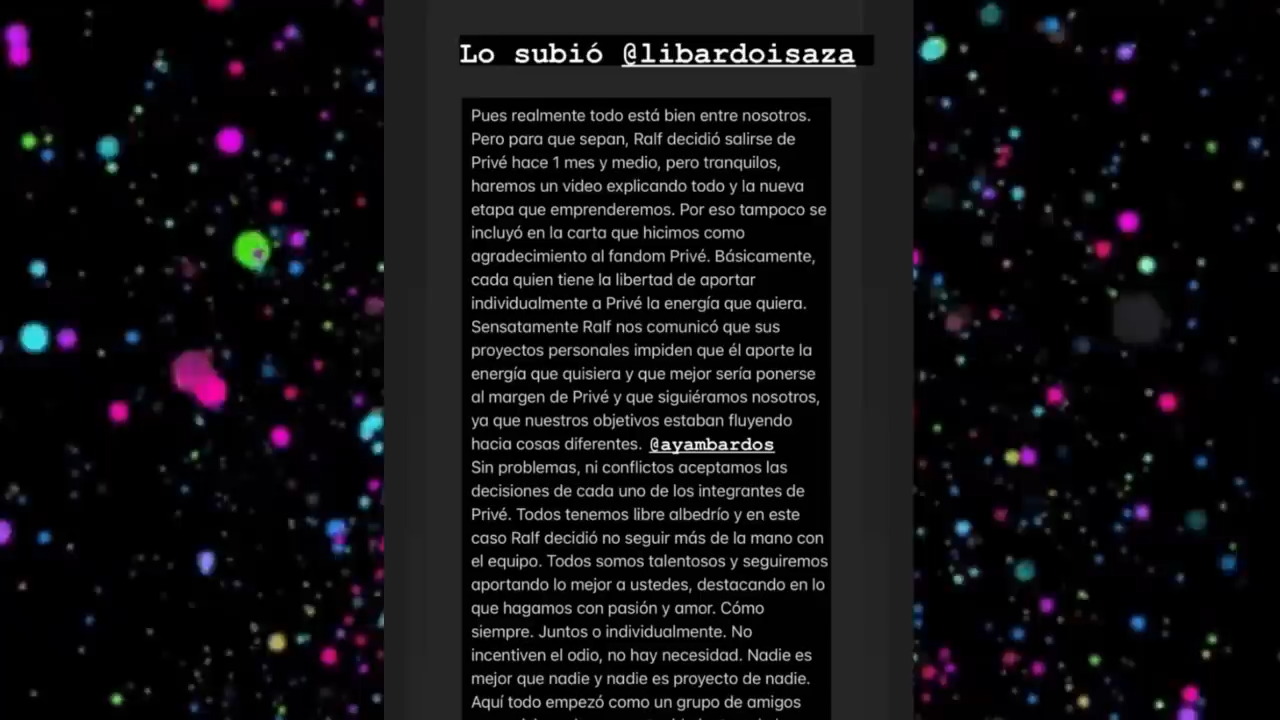 Lo subió @libardoisaza
Pues realmente todo está bien entre nosotros.
Pero para que sepan, Ralf decidió salirse de
Privé hace 1 mes y medio, pero tranquilos,
haremos un video explicando todo y la nueva
etapa que emprenderemos. Por eso tampoco se
incluyó en la carta que hicimos como
agradecimiento al fandom Privé. Básicamente,
cada quien tiene la libertad de aportar
individualmente a Privé la energía que quiera.
Sensatamente Ralf nos comunicó que sus
proyectos personales impiden que él aporte la
energía que quisiera y que mejor sería ponerse
al margen de Privé y que siguiéramos nosotros,
ya que nuestros objetivos estaban fluyendo
hacia cosas diferentes. @ayambardos
Sin problemas, ni conflictos aceptamos las
decisiones de cada uno de los integrantes de
Privé. Todos tenemos libre albedrío y en este
caso Ralf decidió no seguir más de la mano con
el equipo. Todos somos talentosos y seguiremos
aportando lo mejor a ustedes, destacando en lo
que hagamos con pasión y amor. Cómo
siempre. Juntos o individualmente. No
incentiven el odio, no hay necesidad. Nadie es
mejor que nadie y nadie es proyecto de nadie.
Aquí todo empezó como un grupo de amigos